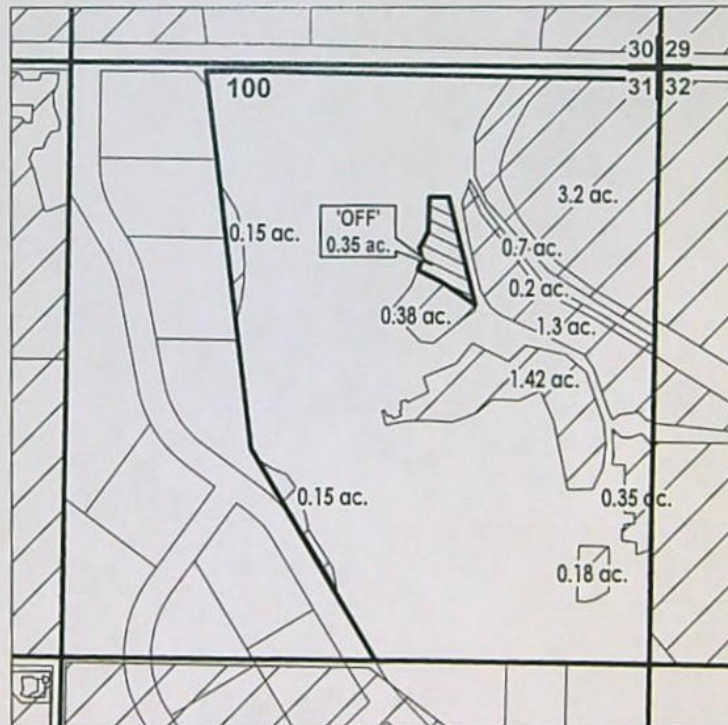 30 29
31 32
100
3.2 ac.
'OFF'
0.35 ac.
0.15 ac.
0.7 ac.
0.2 ac.
0.38 ac.
1.3 ac.
1.42 ac.
0.15 ac.
0.35 ac.
0.18 ac.